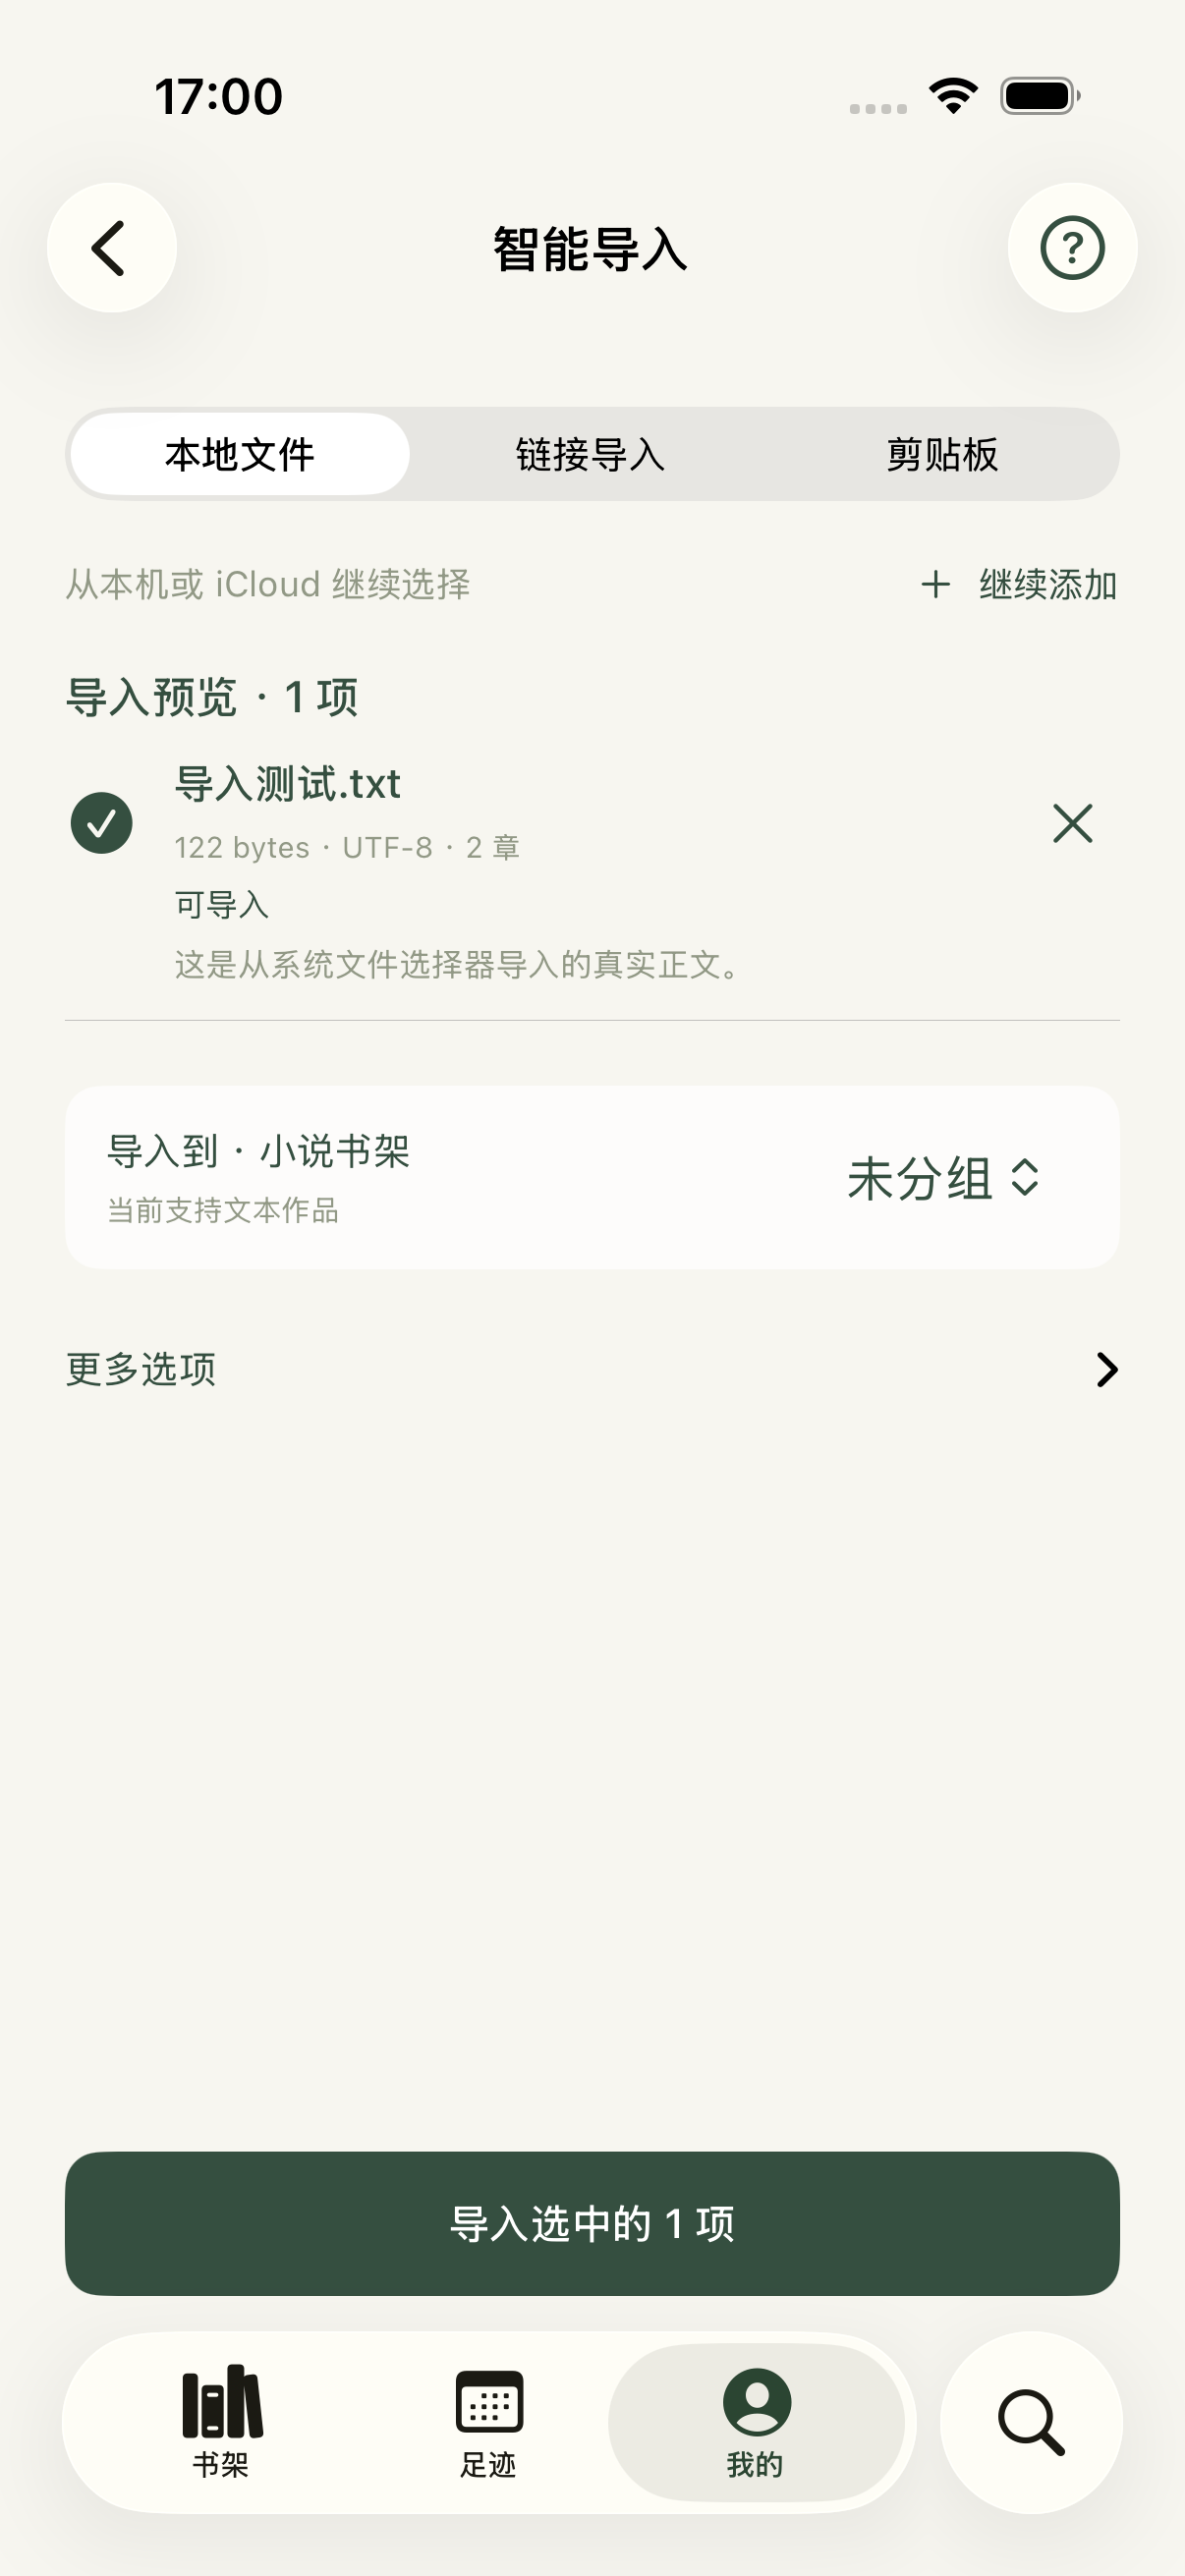 17:00
智能导入
本地文件
链接导入
剪贴板
从本机或 iCloud 继续选择
继续添加
导入预览 · 1 项
导入测试.txt
122 bytes · UTF-8 · 2 章
可导入
这是从系统文件选择器导入的真实正文。
导入到 · 小说书架
当前支持文本作品
未分组
更多选项
导入选中的 1 项
书架
足迹
我的